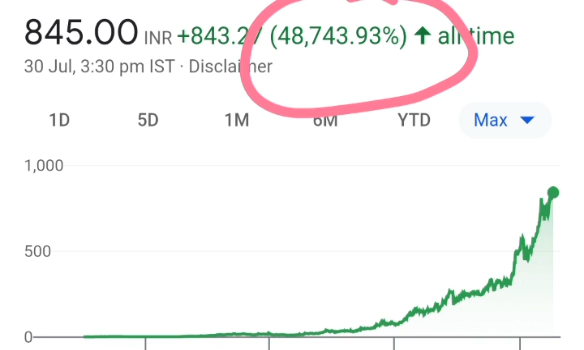 845.00 INR +843.27 (48,743.93%) ↑ all time
30 Jul, 3:30 pm IST · Disclaimer
1D 5D 1M 6M YTD Max
1,000
500
0